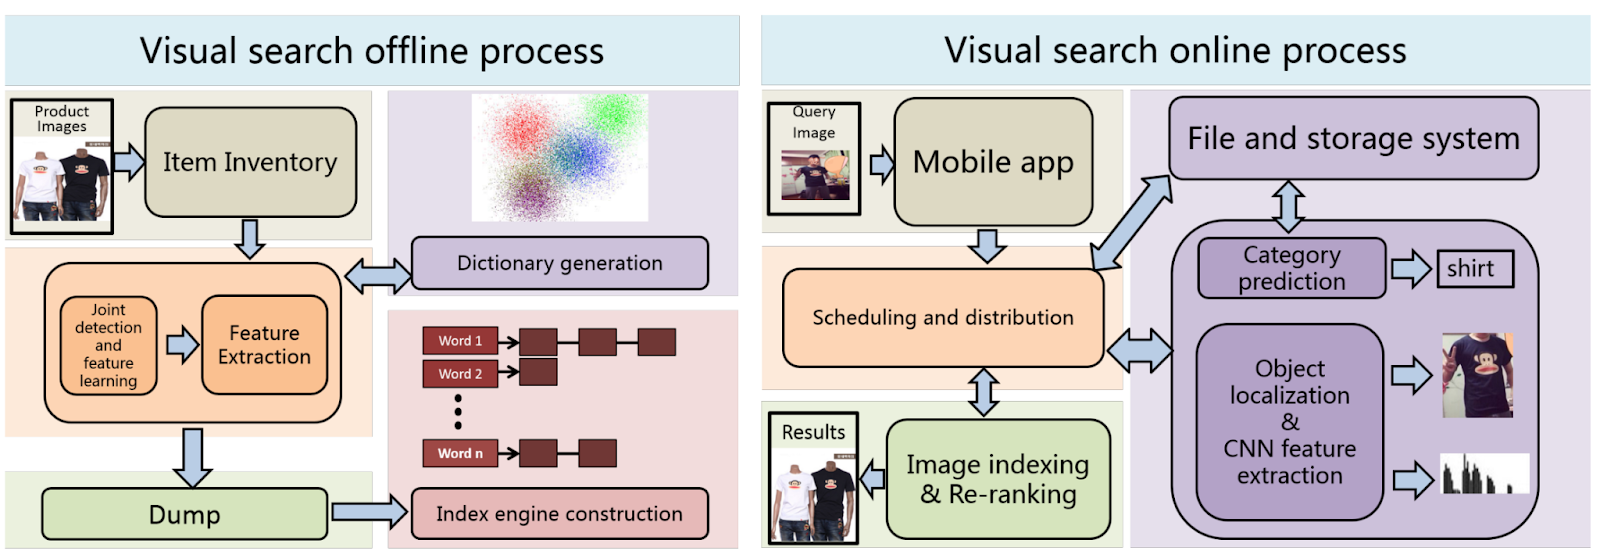 Visual search offline process
Product
Images
Item Inventory
Dictionary generation
Joint
detection
and
feature
learning
Feature
Extraction
Word 1
Word 2
Word n
Dump
Index engine construction
Visual search online process
Query
Image
Mobile app
File and storage system
Scheduling and distribution
Category
prediction
shirt
Object
localization
&
CNN feature
extraction
Results
Image indexing
& Re-ranking